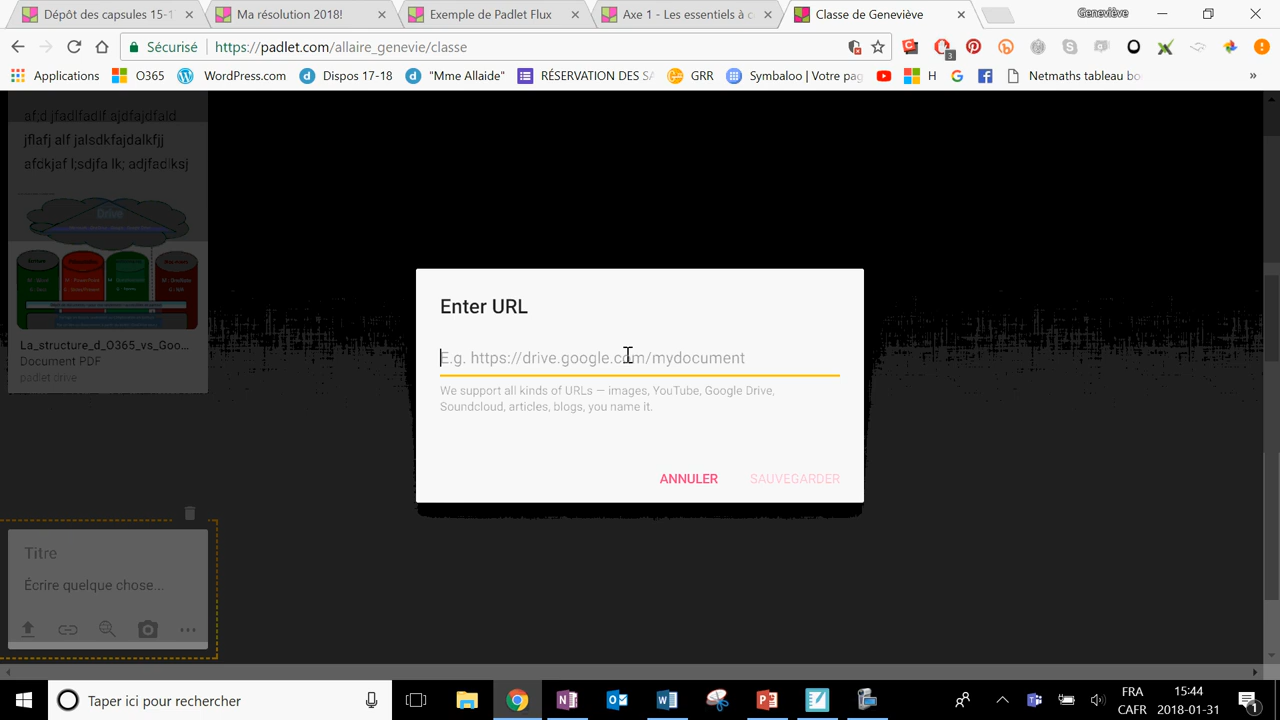 Dépôt des capsules 15-1
Ma résolution 2018!
Exemple de Padlet Flux
Axe 1 - Les essentiels à c
Classe de Geneviève
Geneviève
Sécurisé
https://padlet.com/allaire_genevie/classe
3
Applications
O365
WordPress.com
Dispos 17-18
"Mme Allaide"
RÉSERVATION DES SA
GRR
Symbaloo | Votre pag
H
Netmaths tableau bo
»
af;d jfadlfadlf ajdfajdfald
jflafj alf jalsdkfajdalkfjj
afckjaf l;sdjfa lk; adjfad ksj
Drive
La_structure_d_O365_vs_Goo...
Document PDF
padlet drive
Enter URL
E.g. https://drive.google.com/mydocument
We support all kinds of URLs — images, YouTube, Google Drive,
Soundcloud, articles, blogs, you name it.
ANNULER
SAUVEGARDER
Titre
Écrire quelque chose...
Taper ici pour rechercher
FRA
CAFR
15:44
2018-01-31
1